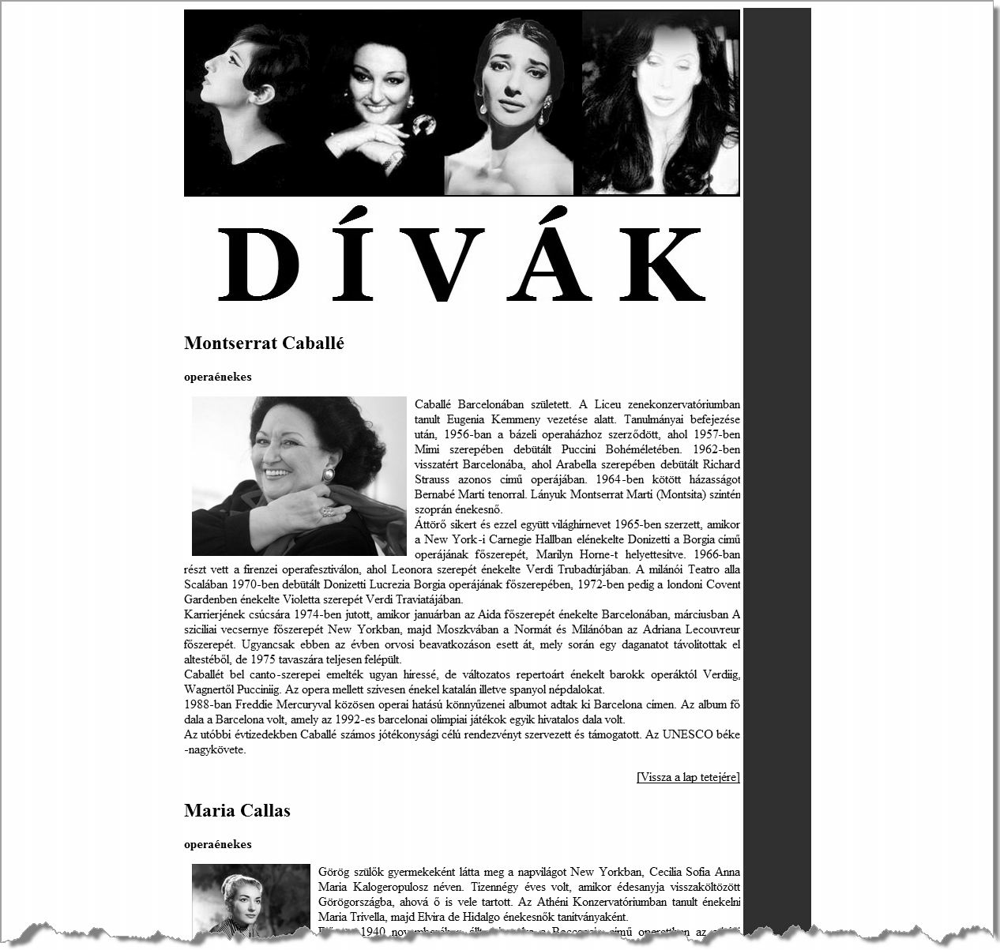 DÍVÁK
Montserrat Caballé
operaénekes
Caballé Barcelonában született. A Liceu zenekonzervatóriumban
tanult Eugenia Kemmeny vezetése alatt. Tanulmányai befejezése
után, 1956-ban a bázeli operaházhoz szerződött, ahol 1957-ben
Mimi szerepében debütált Puccini Bohéméletében. 1962-ben
visszatért Barcelonába, ahol Arabella szerepében debütált Richard
Strauss azonos című operájában. 1964-ben kötött házasságot
Bernabé Marti tenorral. Lányuk Montserrat Marti (Montsita) szintén
szoprán énekesnő.
Áttörő sikert és ezzel együtt világhírnevet 1965-ben szerzett, amikor
a New York-i Carnegie Hallban elénekelte Donizetti a Borgia című
operájának főszerepét, Marilyn Horne-t helyettesítve. 1966-ban
részt vett a firenzei operafesztiválon, ahol Leonora szerepét énekelte Verdi Trubadúrjában. A milánói Teatro alla
Scalában 1970-ben debütált Donizetti Lucrezia Borgia operájának főszerepében, 1972-ben pedig a londoni Covent
Gardenben énekelte Violetta szerepét Verdi Traviatájában.
Karrierjének csúcsára 1974-ben jutott, amikor januárban az Aida főszerepét énekelte Barcelonában, márciusban A
szicíliai vecsernye főszerepét New Yorkban, majd Moszkvában a Normát és Milánóban az Adriana Lecouvreur
főszerepét. Ugyancsak ebben az évben orvosi beavatkozáson esett át, mely során egy daganatot távolítottak el
altestéből, de 1975 tavaszára teljesen felépült.
Caballét bel canto-szerepei emelték ugyan híressé, de változatos repertoárt énekelt barokk operáktól Verdiig,
Wagnertől Pucciniig. Az opera mellett szívesen énekel katalán illetve spanyol népdalokat.
1988-ban Freddie Mercuryval közösen operai hatású könnyűzenei albumot adtak ki Barcelona címen. Az album fő
dala a Barcelona volt, amely az 1992-es barcelonai olimpiai játékok egyik hivatalos dala volt.
Az utóbbi évtizedekben Caballé számos jótékonysági célú rendezvényt szervezett és támogatott. Az UNESCO béke
-nagykövete.
[Vissza a lap tetejére]
Maria Callas
operaénekes
Görög szülők gyermekeként látta meg a napvilágot New Yorkban, Cecilia Sofia Anna
Maria Kalogeropulosz néven. Tizennégy éves volt, amikor édesanyja visszaköltözött
Görögországba, ahová ő is vele tartott. Az Athéni Konzervatóriumban tanult énekelni
Maria Trivella, majd Elvira de Hidalgo énekesnők tanítványaként.
1940 című az